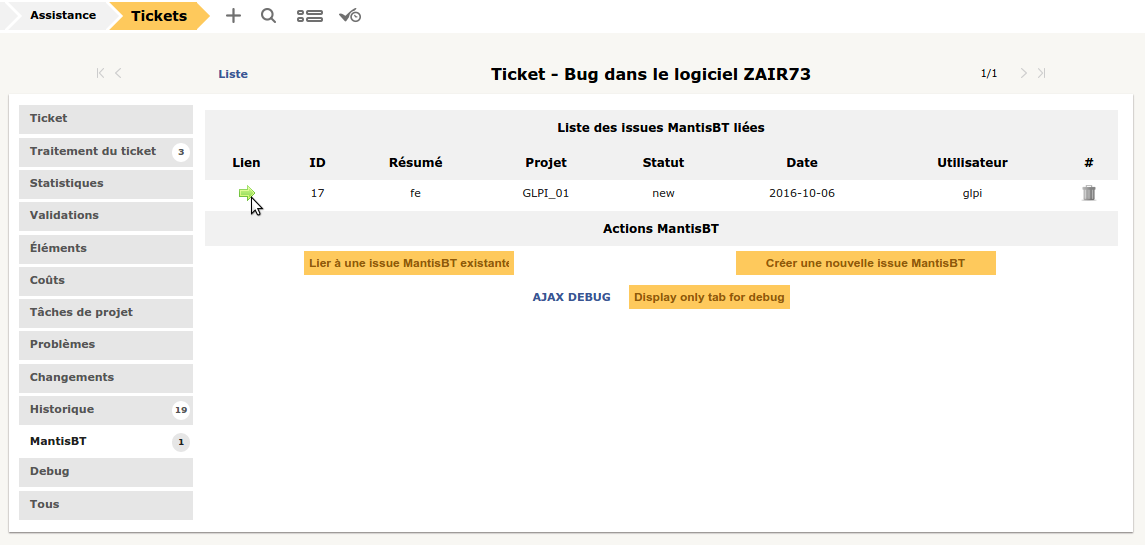 Assistance Tickets
Liste Ticket - Bug dans le logiciel ZAIR73 1/1
Ticket
Traitement du ticket 3
Statistiques
Validations
Éléments
Coûts
Tâches de projet
Problèmes
Changements
Historique 19
MantisBT 1
Debug
Tous
Liste des issues MantisBT liées
Lien ID Résumé Projet Statut Date Utilisateur #
17 fe GLPI_01 new 2016-10-06 glpi
Actions MantisBT
Lier à une issue MantisBT existante Créer une nouvelle issue MantisBT
AJAX DEBUG Display only tab for debug